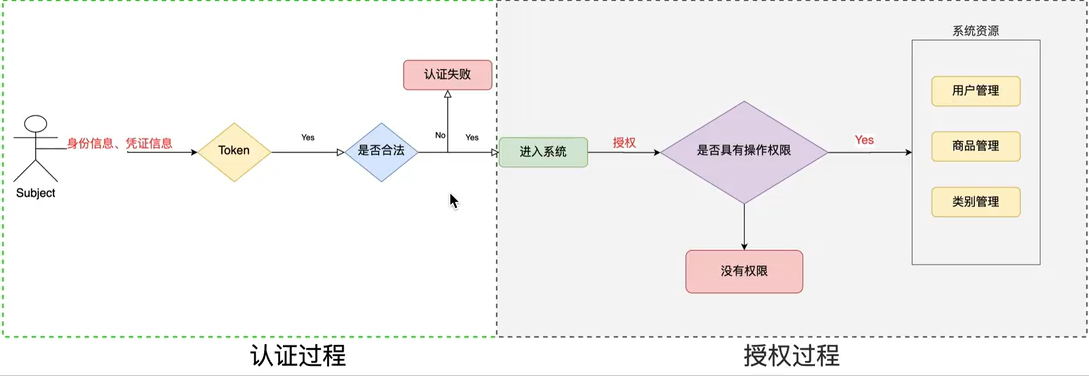 系统资源
认证失败
用户管理
身份信息、凭证信息
Token
Yes
是否合法
No
Yes
进入系统
授权
是否具有操作权限
Yes
商品管理
Subject
类别管理
没有权限
认证过程
授权过程